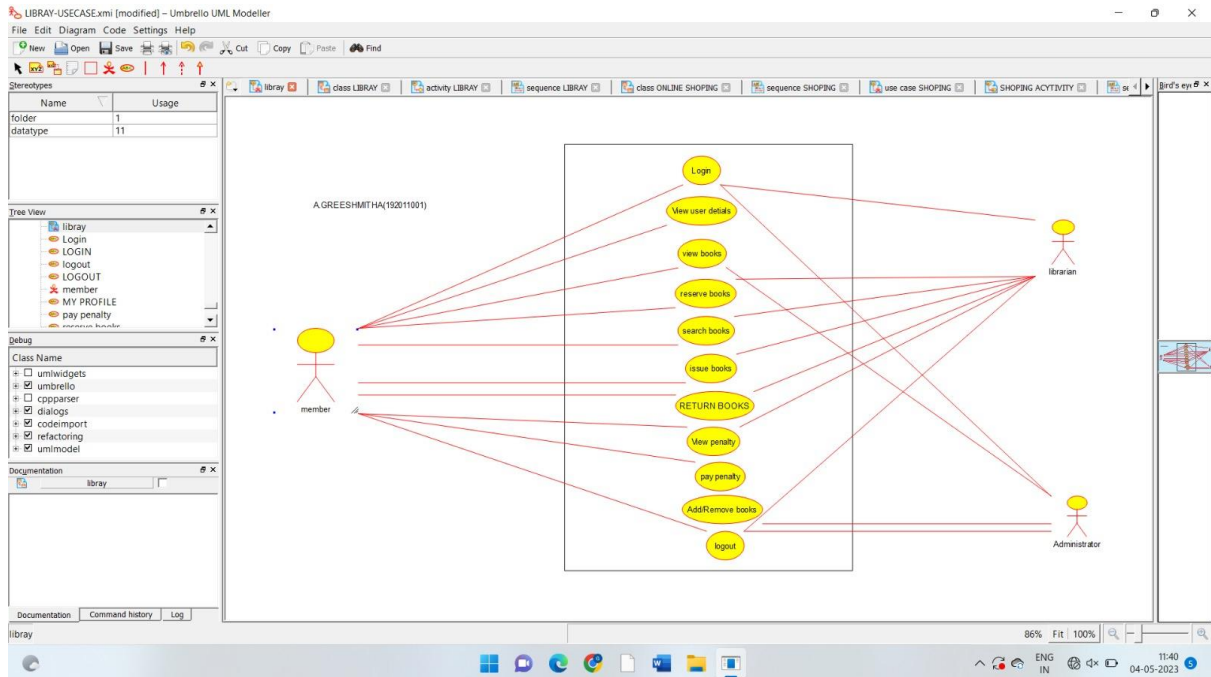 LIBRAY-USECASE.xmi [modified] – Umbrello UML Modeller
File Edit Diagram Code Settings Help
New Open Save Cut Copy Paste Find
Stereotypes
Name Usage
folder 1
datatype 11
Tree View
libray
Login
LOGIN
logout
LOGOUT
member
MY PROFILE
pay penalty
reserve books
Debug
Class Name
umlwidgets
umbrello
cppparser
dialogs
codeimport
refactoring
umlmodel
Documentation
libray
Documentation Command history Log
libray
libray class LIBRAY activity LIBRAY sequence LIBRAY class ONLINE SHOPING sequence SHOPING use case SHOPING SHOPING ACYTIVITY
Bird's eye
A.GREESHMITHA(192011001)
Login
View user detials
view books
reserve books
search books
issue books
RETURN BOOKS
View penalty
pay penalty
Add/Remove books
logout
member
librarian
Administrator
86% Fit 100%
ENG
IN
11:40
04-05-2023
5